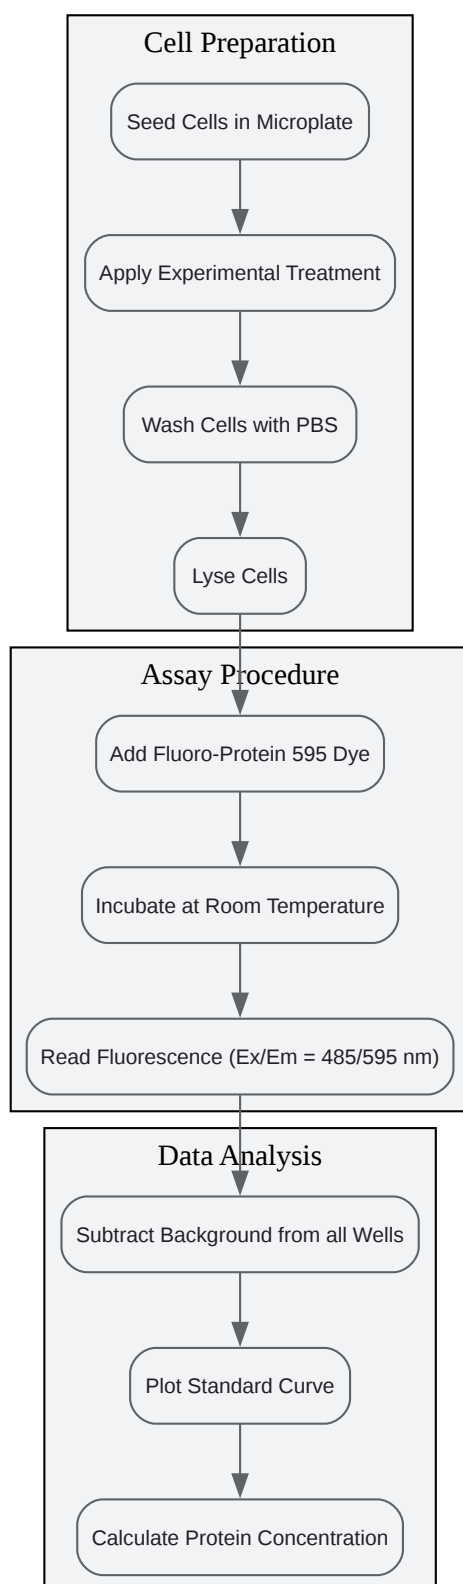 Cell Preparation
Seed Cells in Microplate
Apply Experimental Treatment
Wash Cells with PBS
Lyse Cells
Assay Procedure
Add Fluoro-Protein 595 Dye
Incubate at Room Temperature
Read Fluorescence (Ex/Em = 485/595 nm)
Data Analysis
Subtract Background from all Wells
Plot Standard Curve
Calculate Protein Concentration